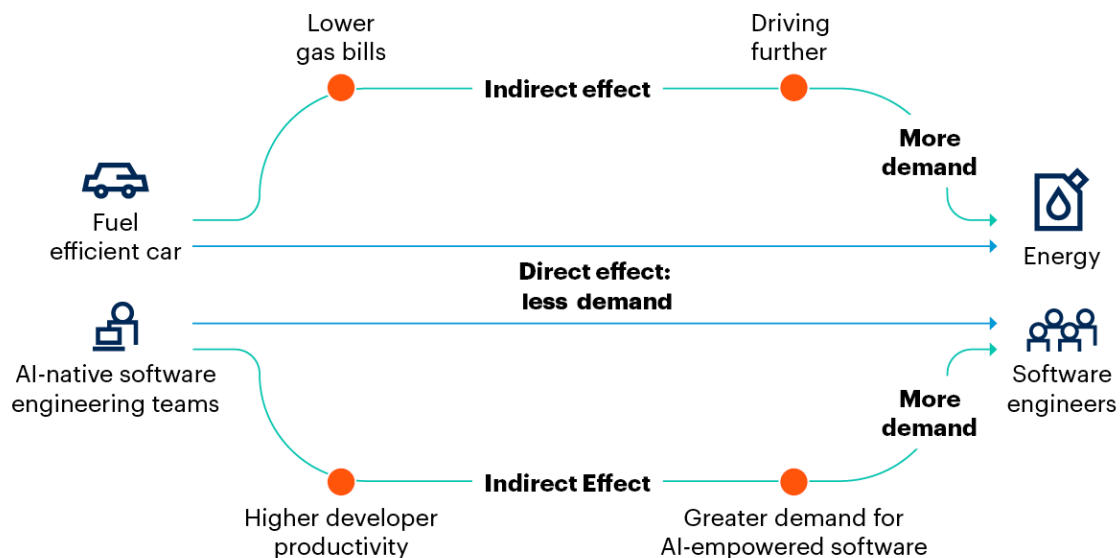 Lower
gas bills
Driving
further
Indirect effect
More
demand
Fuel
efficient car
Energy
Direct effect:
less demand
AI-native software
engineering teams
Software
engineers
More
demand
Indirect Effect
Higher developer
productivity
Greater demand for
AI-empowered software